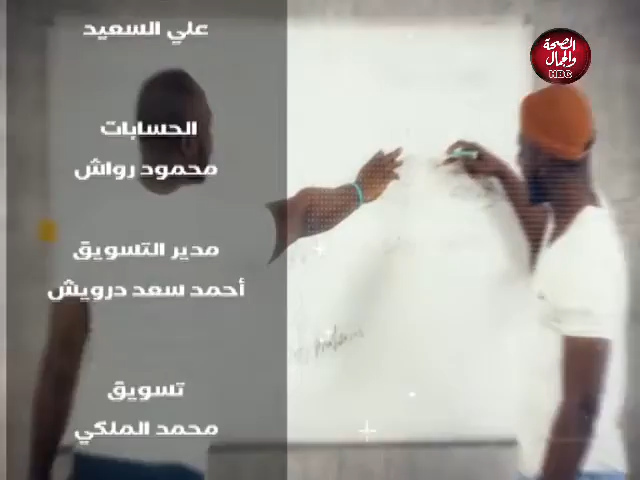 علي السعيد
الصحة
والجمال
HBC
الحسابات
محمود رواش
مدير التسويق
أحمد سعد درويش
تسويق
محمد الملكي